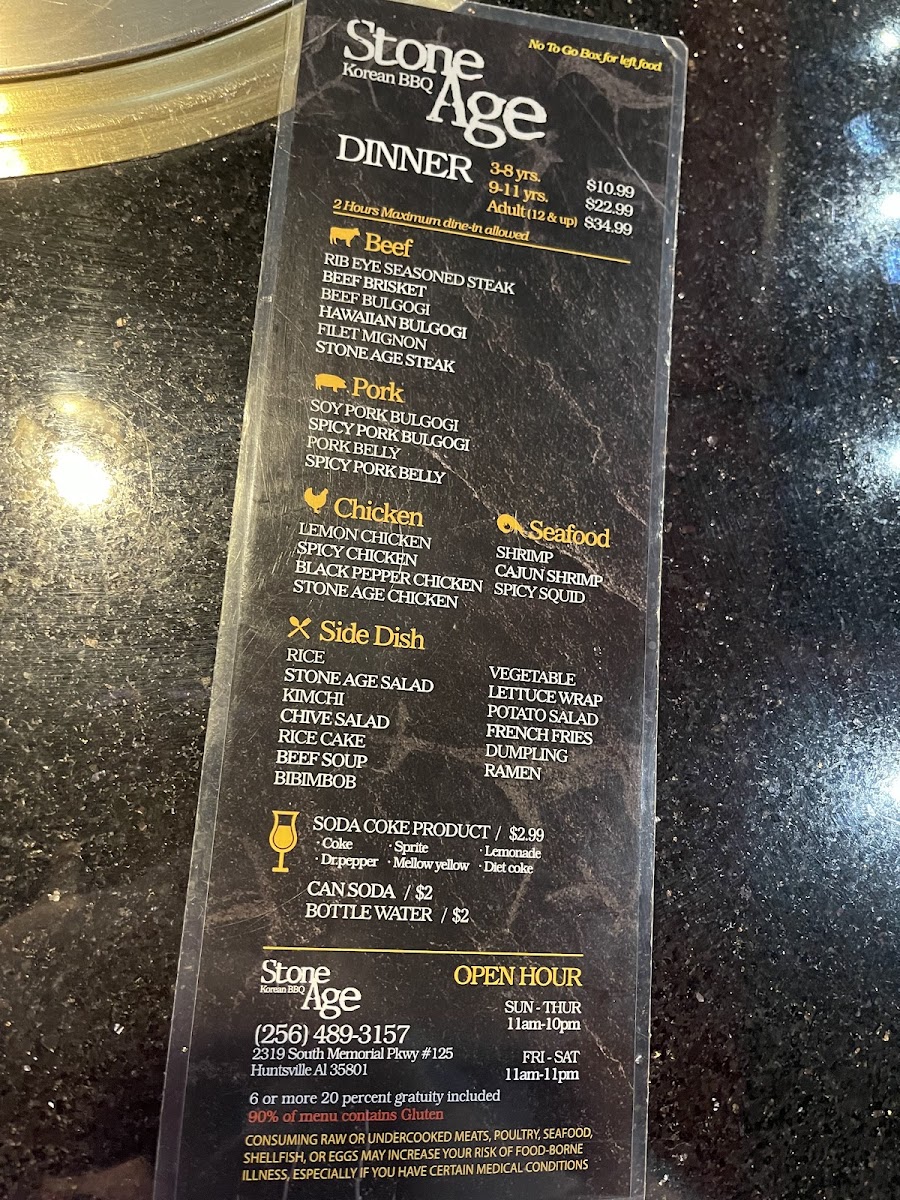 No To Go Box for left food
Stone
Korean BBQ
Age
DINNER
3-8 yrs. $10.99
9-11 yrs. $22.99
Adult (12 & up) $34.99
2 Hours Maximum dine-in allowed
Beef
RIB EYE SEASONED STEAK
BEEF BRISKET
BEEF BULGOGI
HAWAIIAN BULGOGI
FILET MIGNON
STONE AGE STEAK
Pork
SOY PORK BULGOGI
SPICY PORK BULGOGI
PORK BELLY
SPICY PORK BELLY
Chicken
LEMON CHICKEN
SPICY CHICKEN
BLACK PEPPER CHICKEN
STONE AGE CHICKEN
Seafood
SHRIMP
CAJUN SHRIMP
SPICY SQUID
Side Dish
RICE
STONE AGE SALAD
KIMCHI
CHIVE SALAD
RICE CAKE
BEEF SOUP
BIBIMBOB
VEGETABLE
LETTUCE WRAP
POTATO SALAD
FRENCH FRIES
DUMPLING
RAMEN
SODA COKE PRODUCT / $2.99
· Coke · Sprite · Lemonade
· Dr.pepper · Mellow yellow · Diet coke
CAN SODA / $2
BOTTLE WATER / $2
Stone
Korean BBQ
Age
(256) 489-3157
2319 South Memorial Pkwy #125
Huntsville Al 35801
OPEN HOUR
SUN - THUR
11am-10pm
FRI - SAT
11am-11pm
6 or more 20 percent gratuity included
90% of menu contains Gluten
CONSUMING RAW OR UNDERCOOKED MEATS, POULTRY, SEAFOOD,
SHELLFISH, OR EGGS MAY INCREASE YOUR RISK OF FOOD-BORNE
ILLNESS, ESPECIALLY IF YOU HAVE CERTAIN MEDICAL CONDITIONS